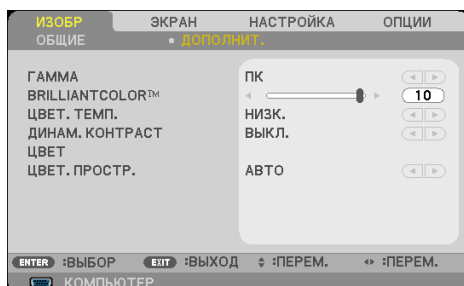 ИЗОБР ЭКРАН НАСТРОЙКА ОПЦИИ
ОБЩИЕ • ДОПОЛНИТ.
ГАММА ПК
BRILLIANTCOLOR™ 10
ЦВЕТ. ТЕМП. НИЗК.
ДИНАМ. КОНТРАСТ ВЫКЛ.
ЦВЕТ
ЦВЕТ. ПРОСТР. АВТО
ENTER :ВЫБОР EXIT :ВЫХОД :ПЕРЕМ. :ПЕРЕМ.
КОМПЬЮТЕР